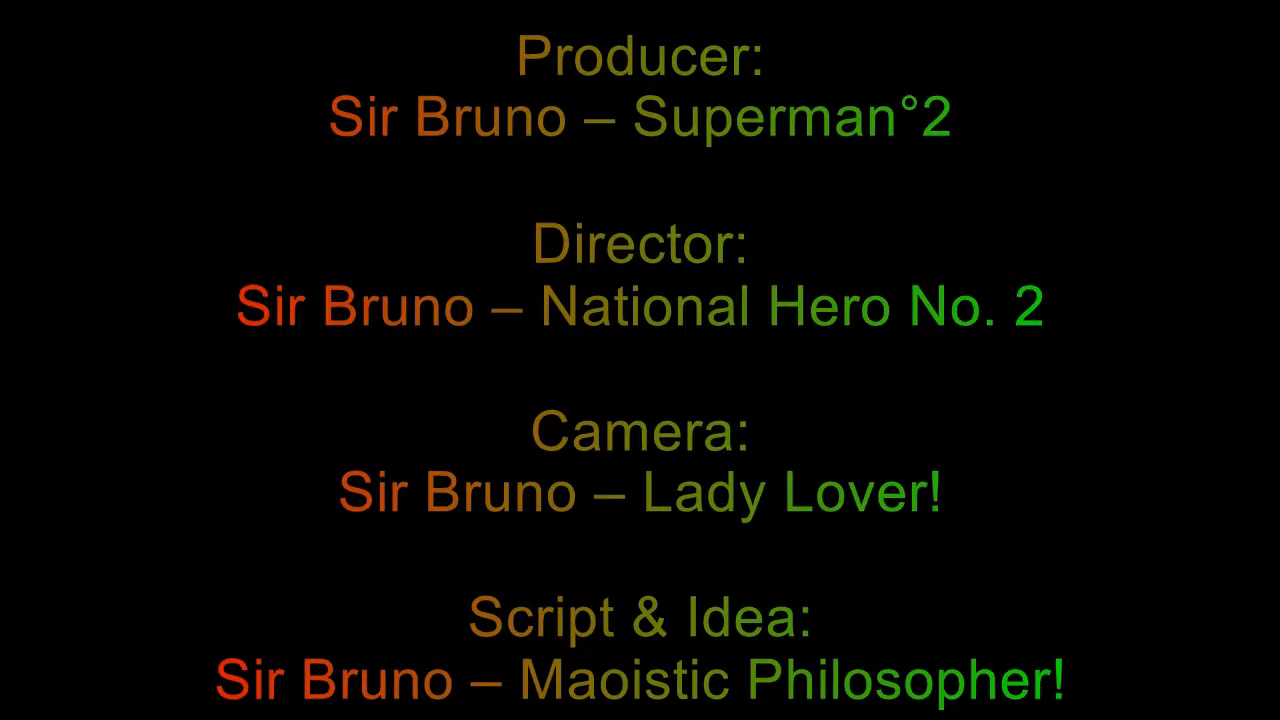 Producer:
Sir Bruno – Superman°2
Director:
Sir Bruno – National Hero No. 2
Camera:
Sir Bruno – Lady Lover!
Script & Idea:
Sir Bruno – Maoistic Philosopher!